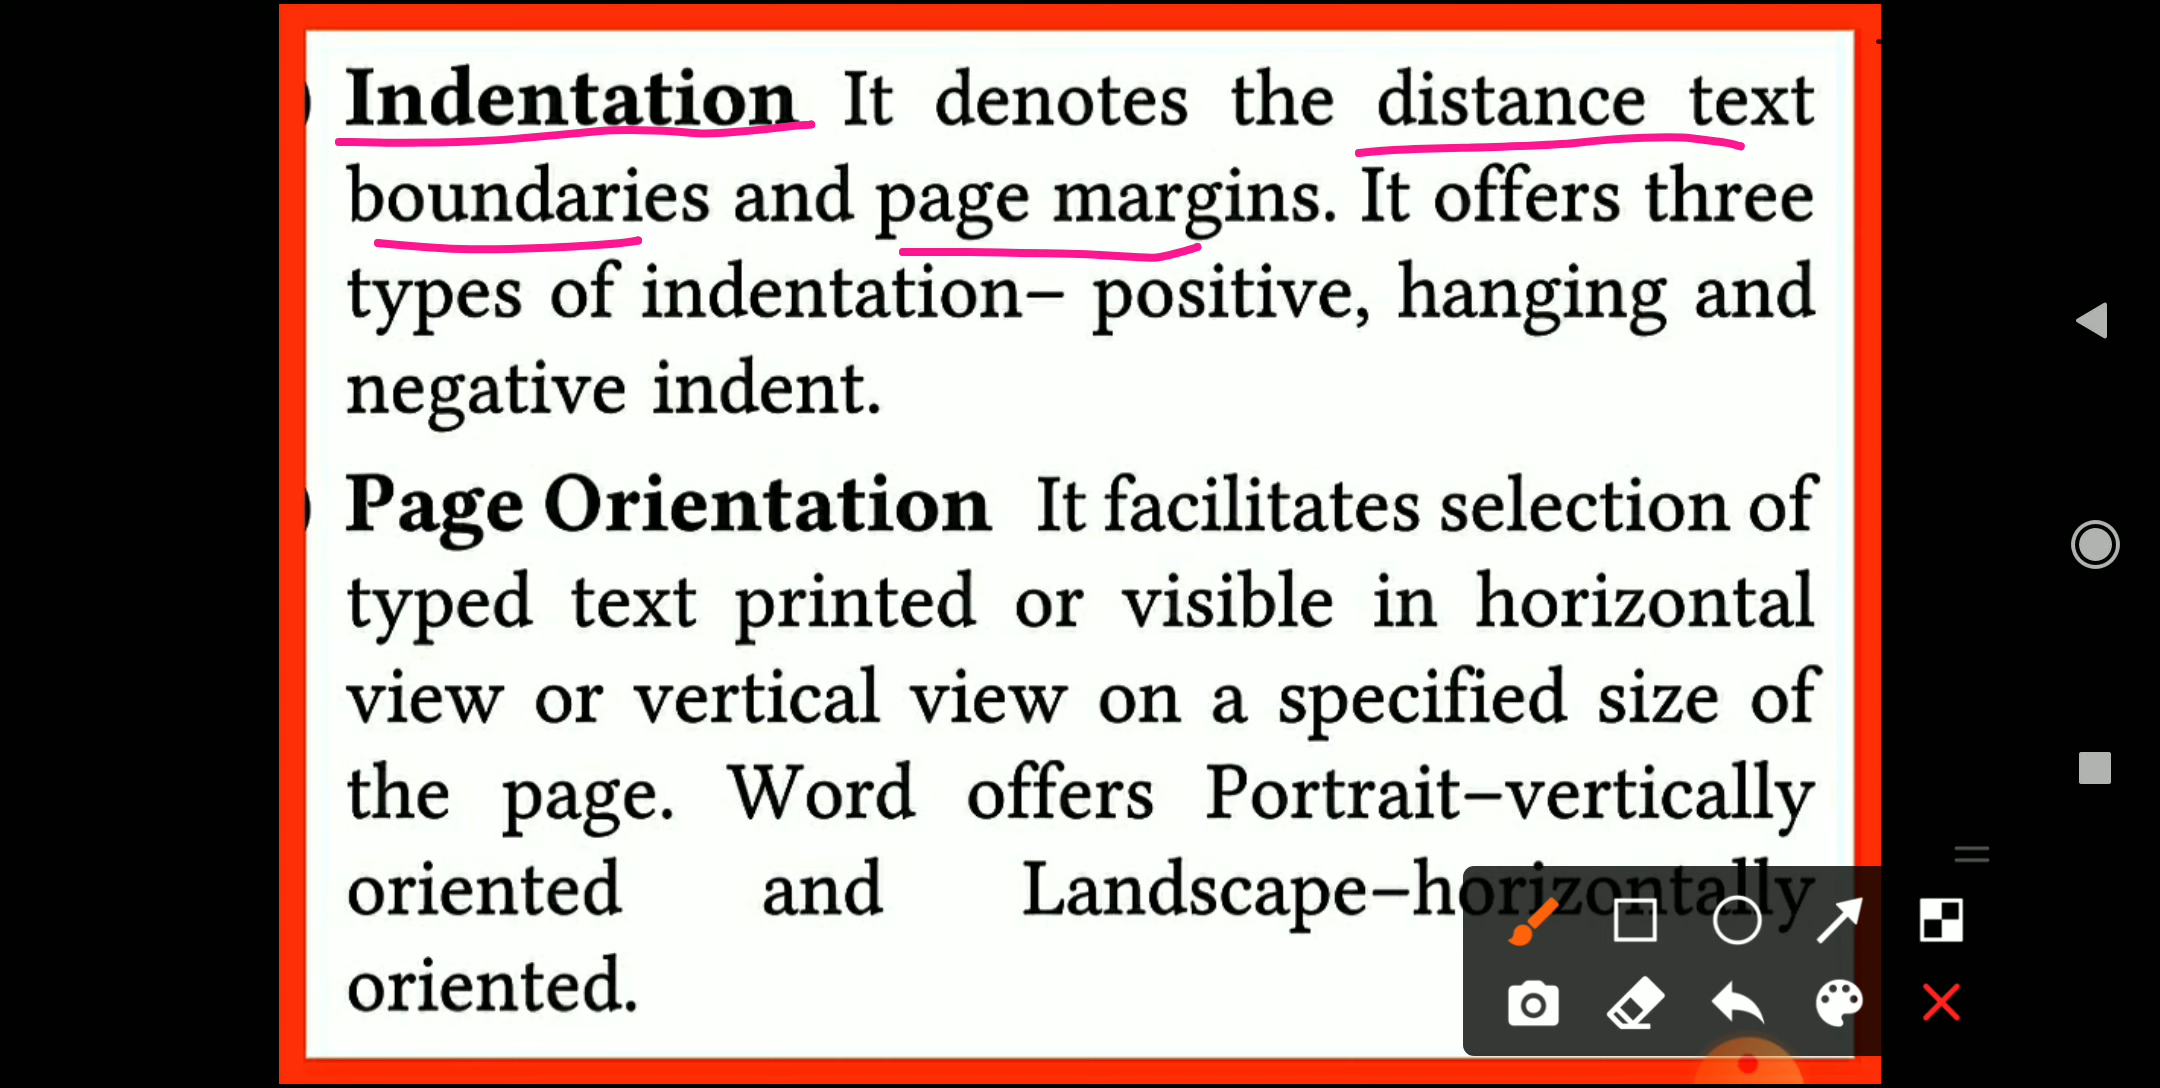 ) Indentation It denotes the distance text
boundaries and page margins. It offers three
types of indentation– positive, hanging and
negative indent.
) Page Orientation It facilitates selection of
typed text printed or visible in horizontal
view or vertical view on a specified size of
the page. Word offers Portrait–vertically
oriented and Landscape–horizontally
oriented.